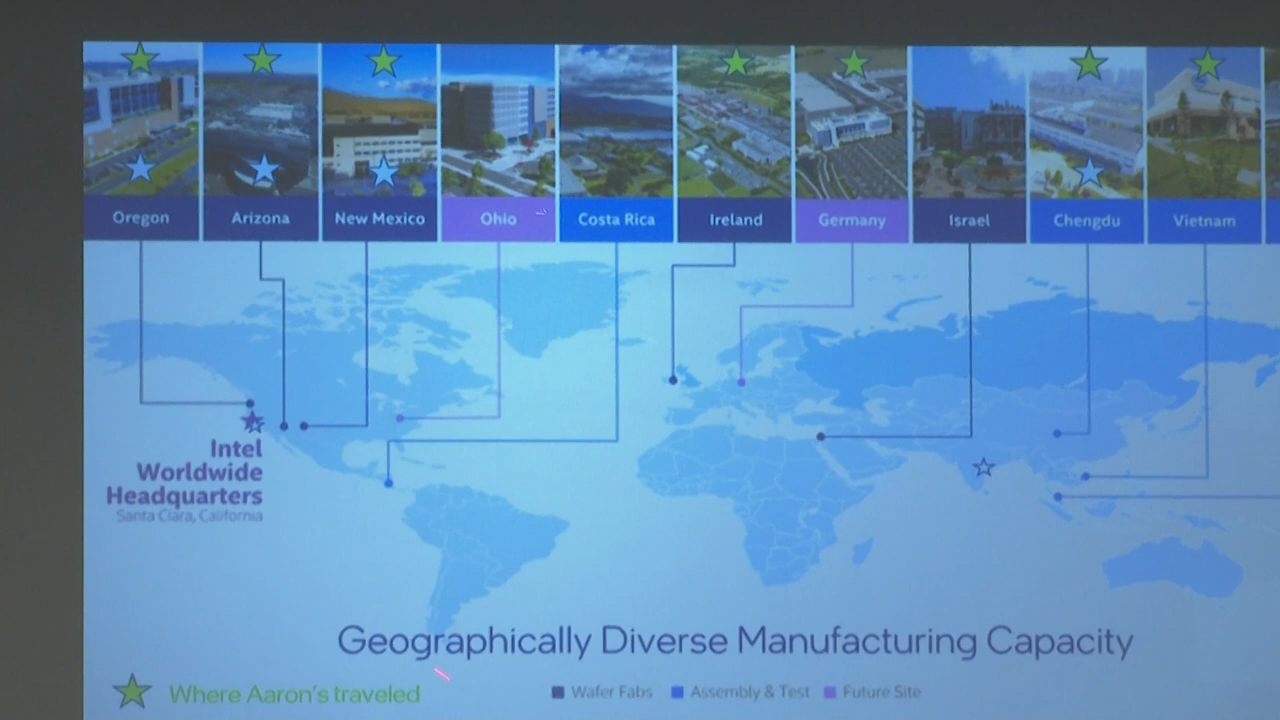 Oregon
Arizona
New Mexico
Ohio
Costa Rica
Ireland
Germany
Israel
Chengdu
Vietnam
Intel
Worldwide
Headquarters
Santa Clara, California
Geographically Diverse Manufacturing Capacity
Where Aaron's traveled
Wafer Fabs
Assembly & Test
Future Site